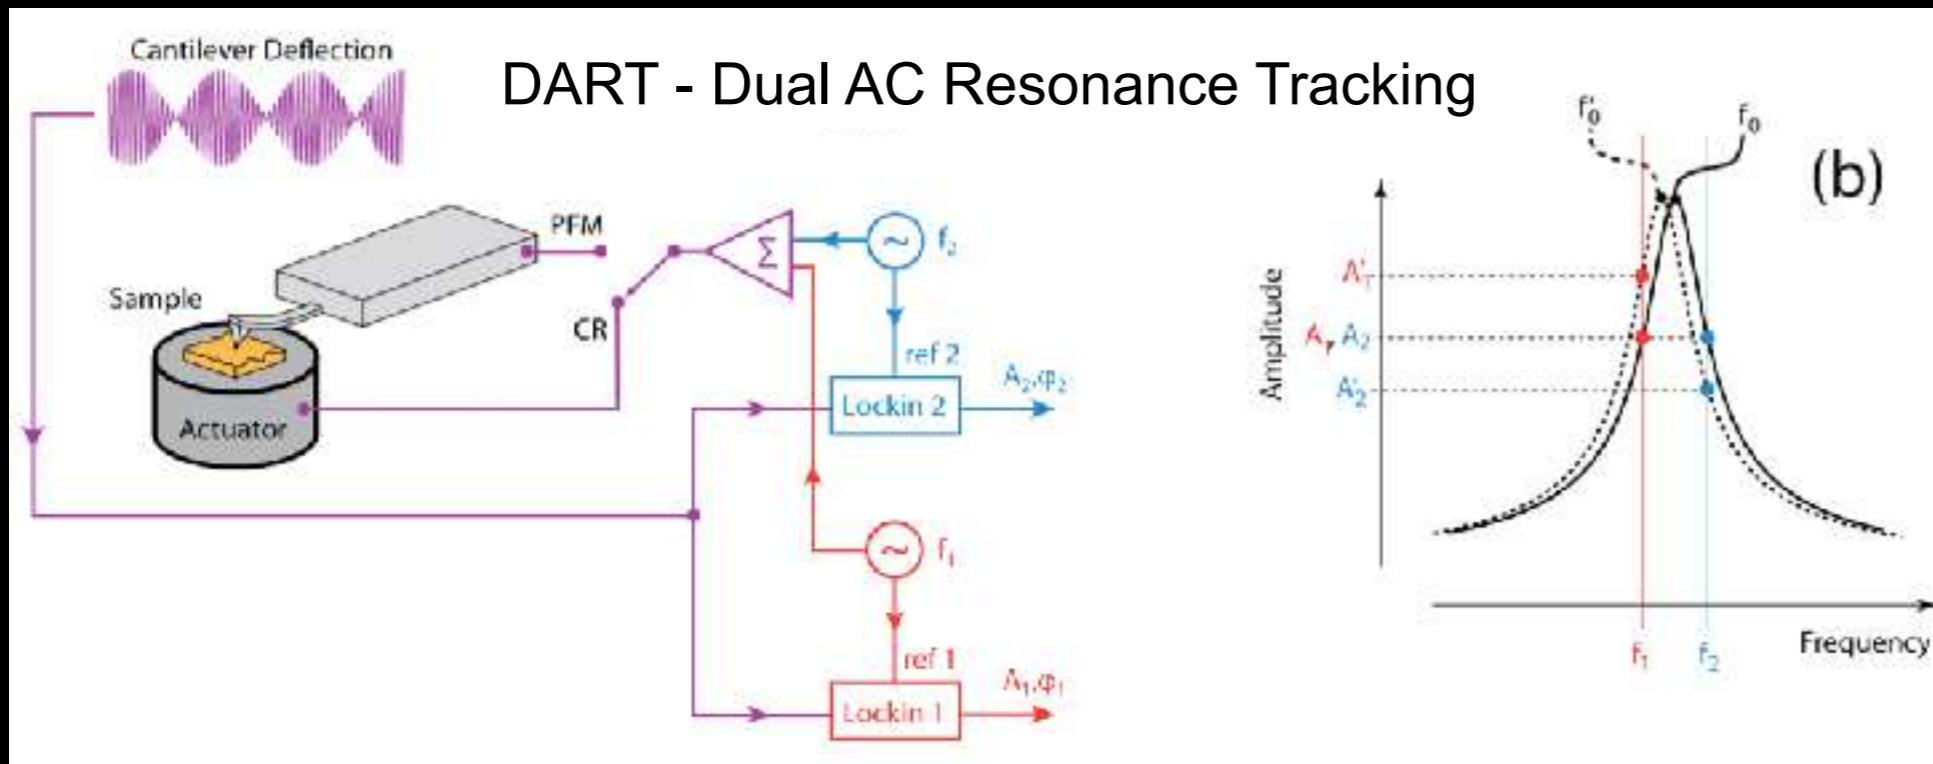 Cantilever Deflection
DART - Dual AC Resonance Tracking
PFM
Sample
CR
Actuator
Σ
~
f₂
ref 2
Lockin 2
A₂,φ₂
~
f₁
ref 1
Lockin 1
A₁,φ₁
f'₀
f₀
(b)
Amplitude
A'₁
A₁, A₂
A'₂
f₁
f₂
Frequency